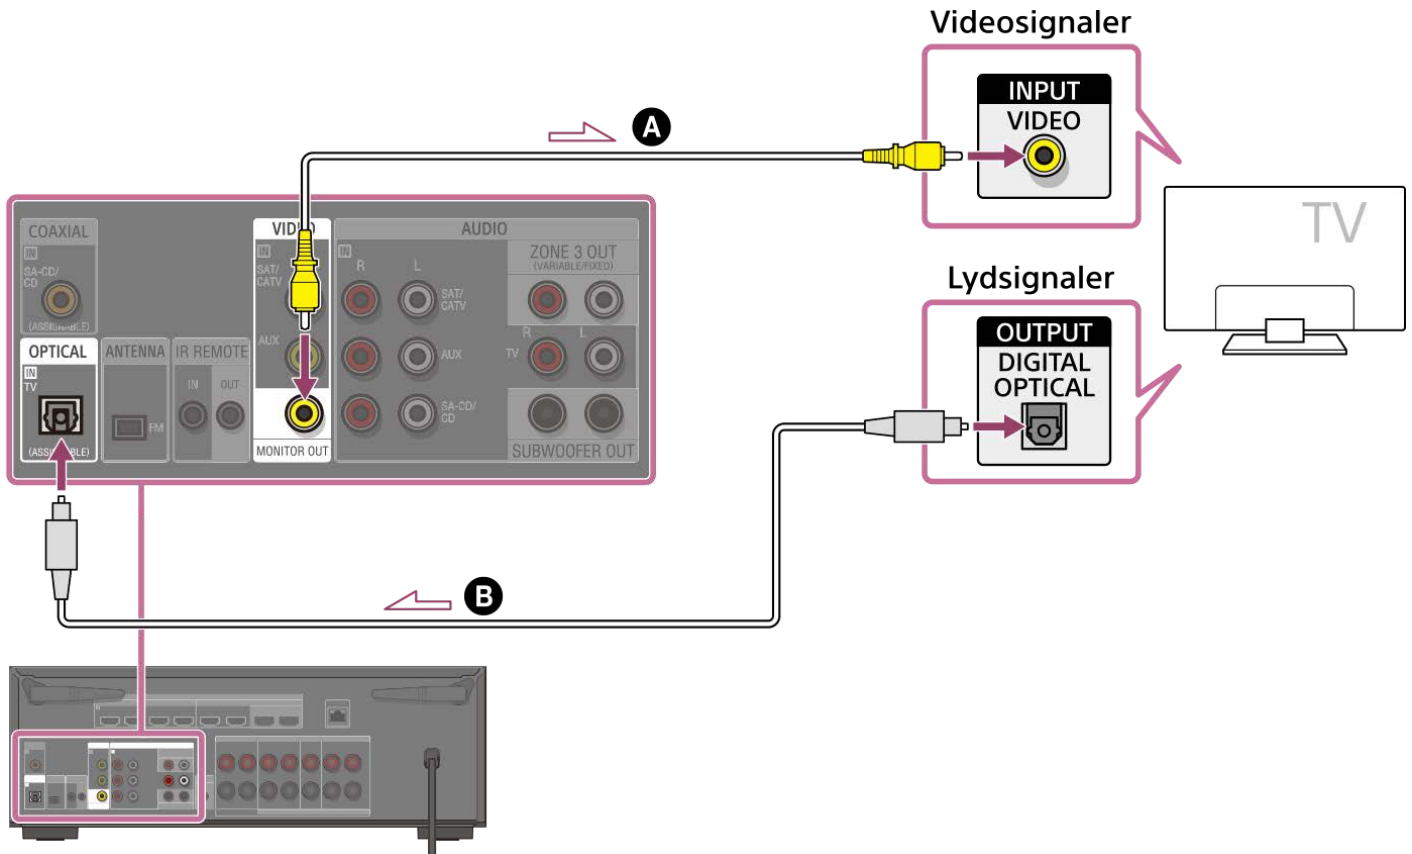 Videosignaler
INPUT
VIDEO
A
TV
COAXIAL
IN
SA-CD/
CD
(ASSIGNABLE)
VIDEO
IN
SAT/
CATV
AUX
MONITOR OUT
AUDIO
IN
R
L
SAT/
CATV
AUX
SA-CD/
CD
ZONE 3 OUT
(VARIABLE/FIXED)
R
L
TV
SUBWOOFER OUT
OPTICAL
IN
TV
(ASSIGNABLE)
ANTENNA
FM
IR REMOTE
IN
OUT
Lydsignaler
OUTPUT
DIGITAL
OPTICAL
B